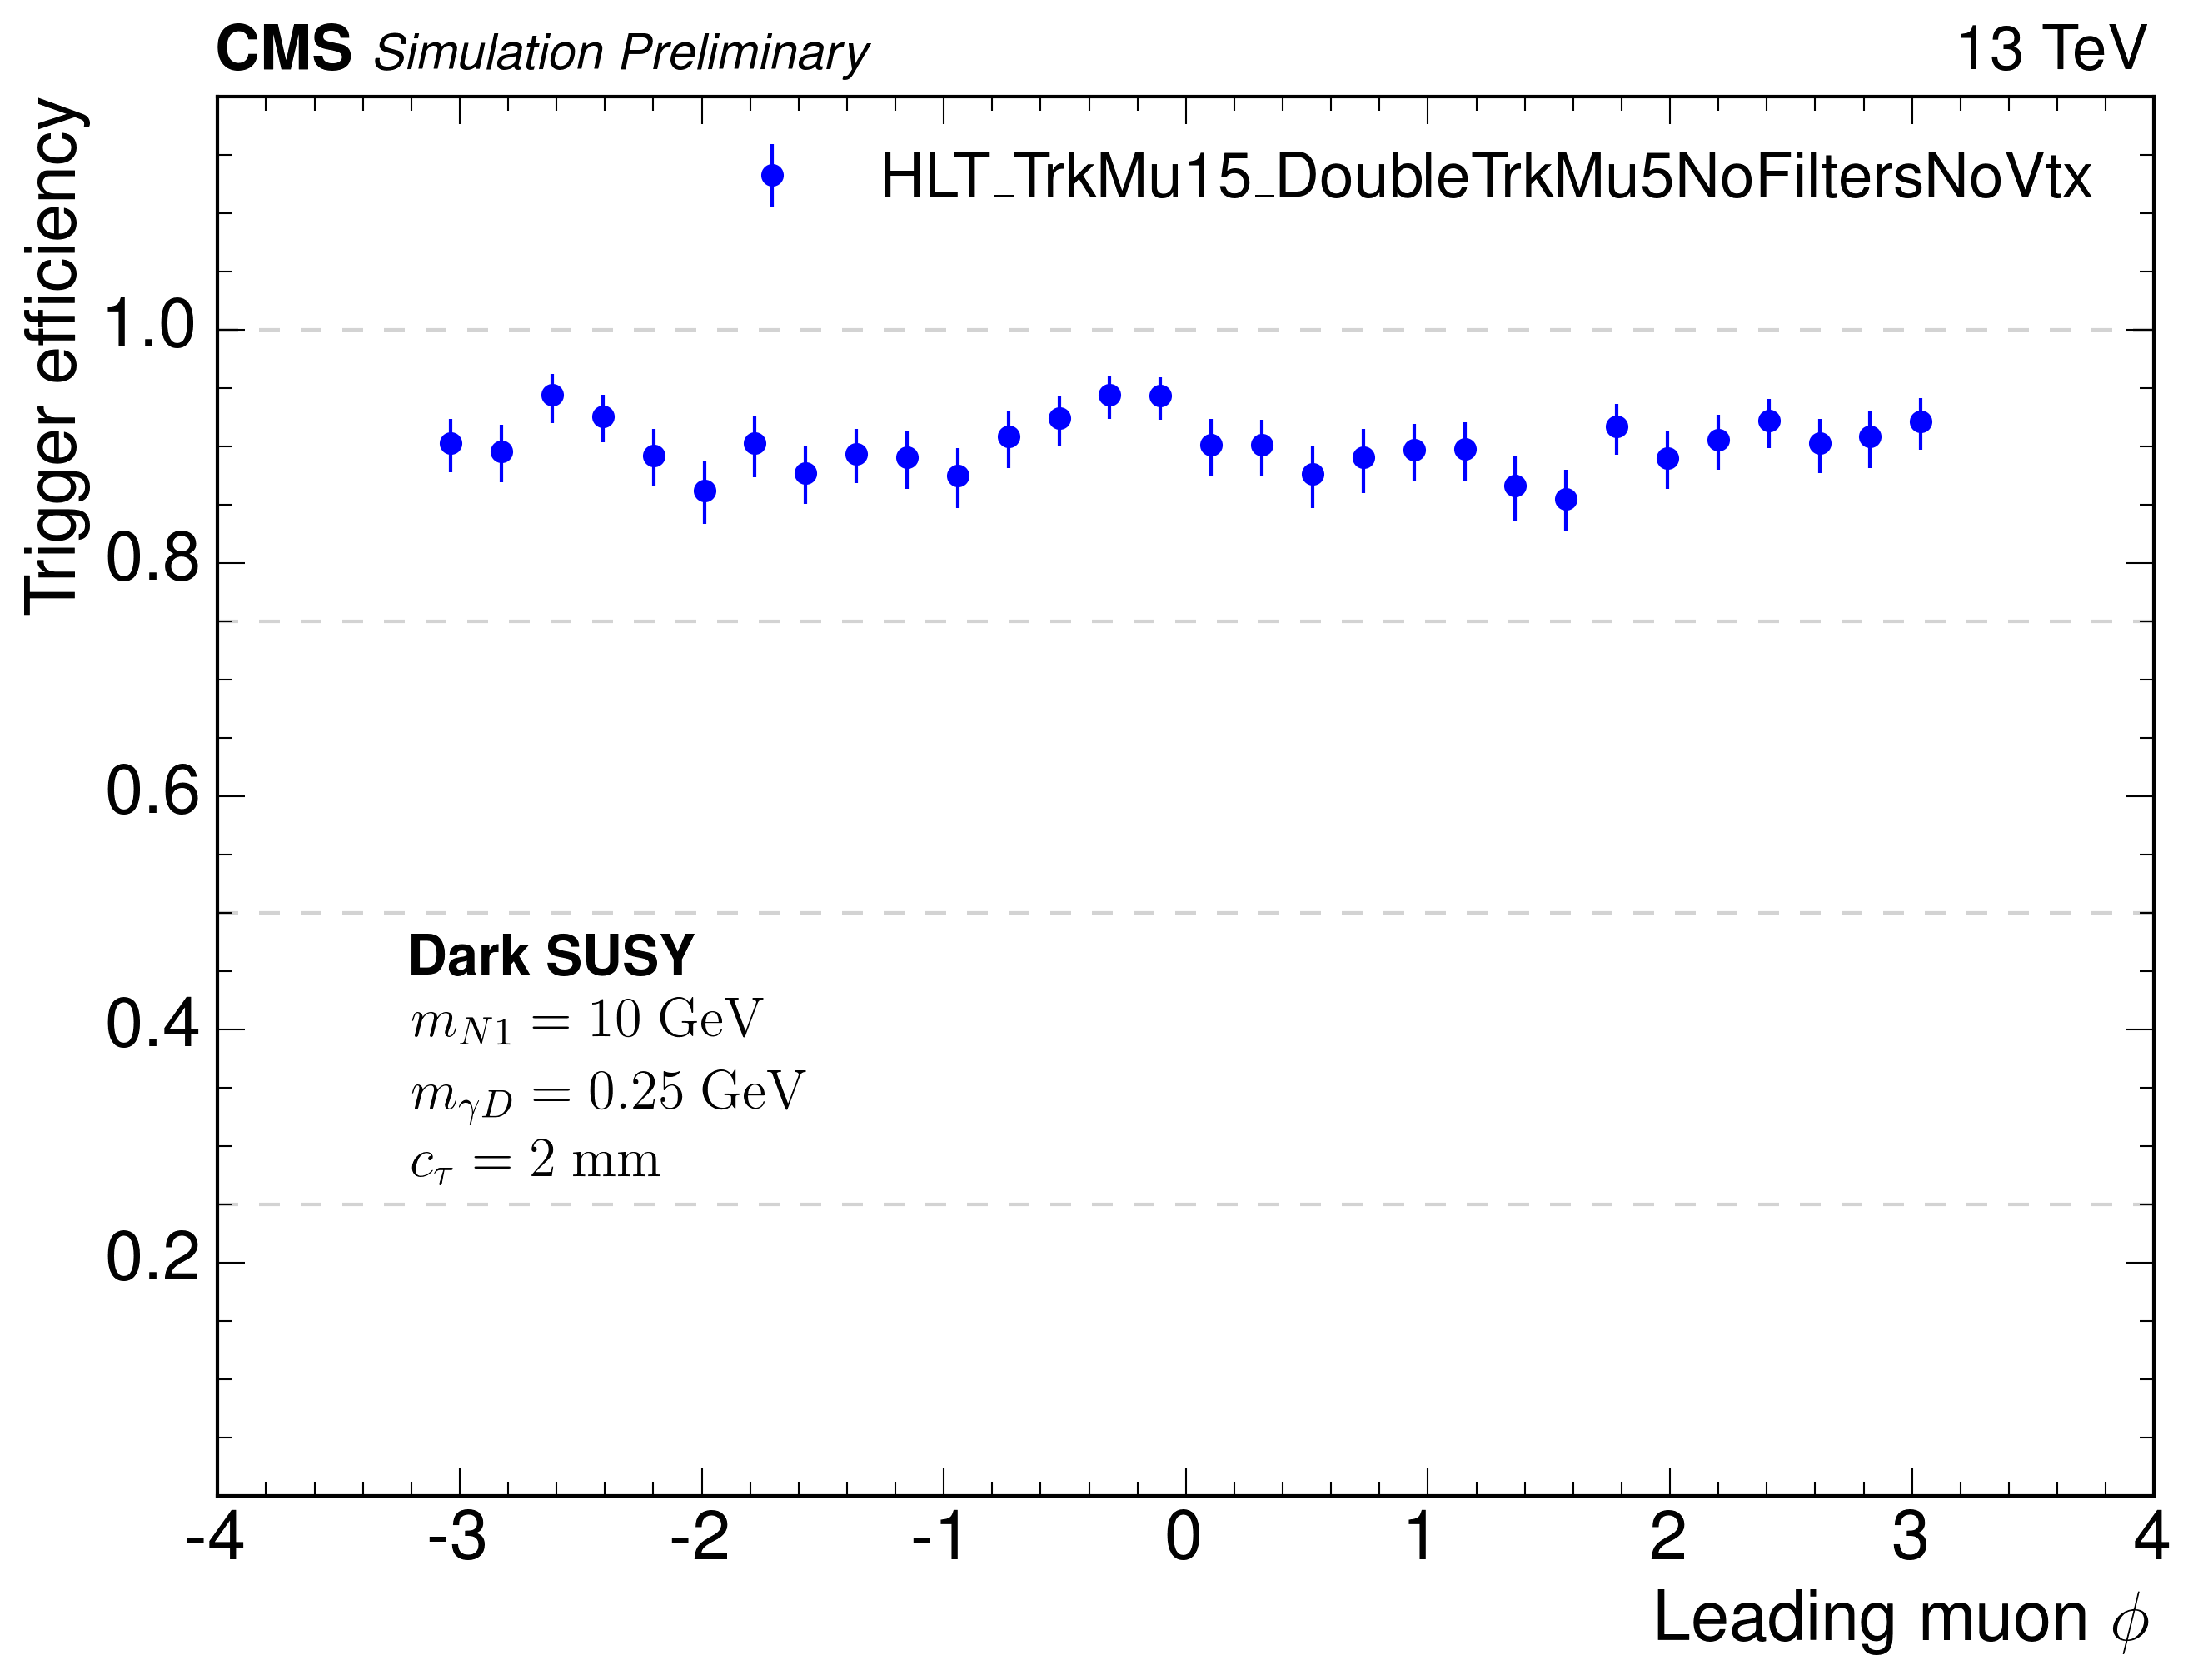 CMS Simulation Preliminary 13 TeV
HLT_TrkMu15_DoubleTrkMu5NoFiltersNoVtx
Trigger efficiency
1.0
0.8
0.6
0.4
0.2
Dark SUSY
m_{N1} = 10 GeV
m_{γD} = 0.25 GeV
c_τ = 2 mm
-4 -3 -2 -1 0 1 2 3 4
Leading muon ϕ